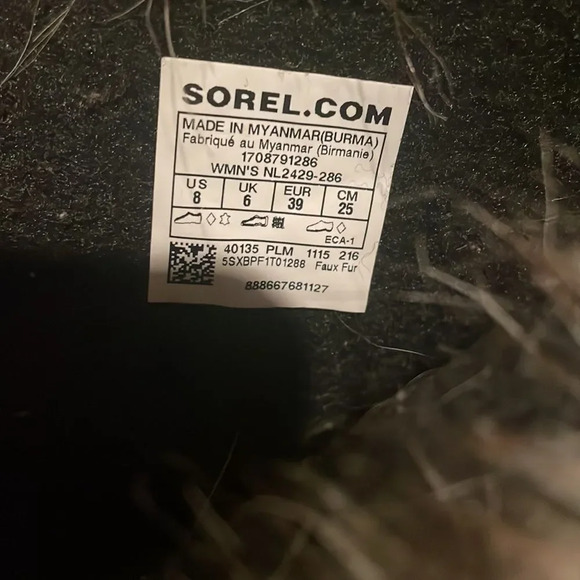 SOREL.COM
MADE IN MYANMAR(BURMA)
Fabriqué au Myanmar (Birmanie)
1708791286
WMN'S NL2429-286
US UK EUR CM
8 6 39 25
ECA-1
40135 PLM 1115 216
5SXBPF1T01288 Faux Fur
888667681127